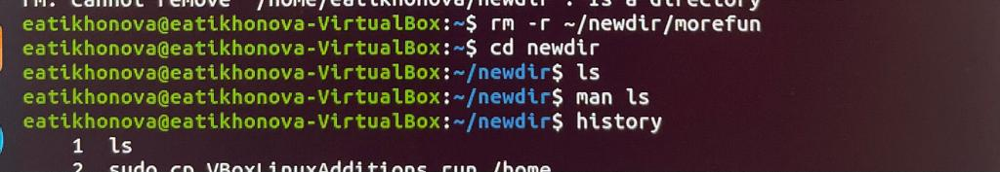 rm: cannot remove '/home/eatikhonova/newdir': Is a directory
eatikhonova@eatikhonova-VirtualBox:~$ rm -r ~/newdir/morefun
eatikhonova@eatikhonova-VirtualBox:~$ cd newdir
eatikhonova@eatikhonova-VirtualBox:~/newdir$ ls
eatikhonova@eatikhonova-VirtualBox:~/newdir$ man ls
eatikhonova@eatikhonova-VirtualBox:~/newdir$ history
1 ls
2 sudo cp VBoxLinuxAdditions.run /home